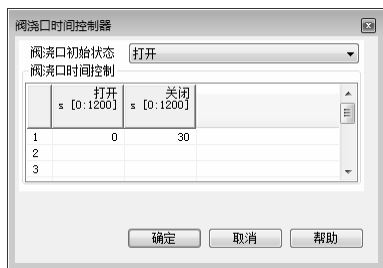 阀浇口时间控制器
阀浇口初始状态 打开
阀浇口时间控制
打开 关闭
s [0:1200] s [0:1200]
1 0 30
2
3
确定 取消 帮助